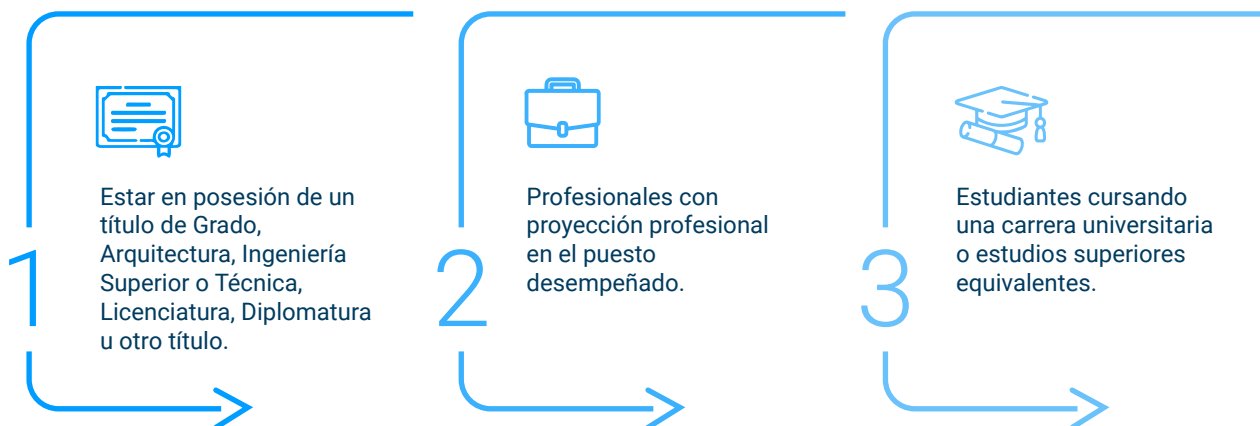 1
Estar en posesión de un
título de Grado,
Arquitectura, Ingeniería
Superior o Técnica,
Licenciatura, Diplomatura
u otro título.
2
Profesionales con
proyección profesional
en el puesto
desempeñado.
3
Estudiantes cursando
una carrera universitaria
o estudios superiores
equivalentes.